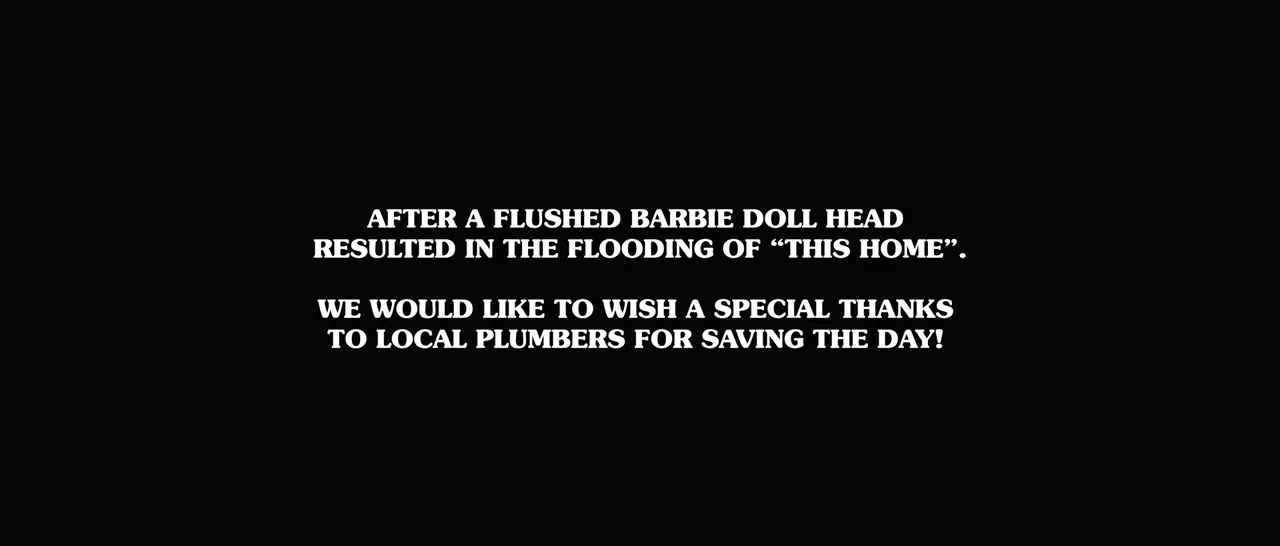 AFTER A FLUSHED BARBIE DOLL HEAD
RESULTED IN THE FLOODING OF “THIS HOME”.
WE WOULD LIKE TO WISH A SPECIAL THANKS
TO LOCAL PLUMBERS FOR SAVING THE DAY!